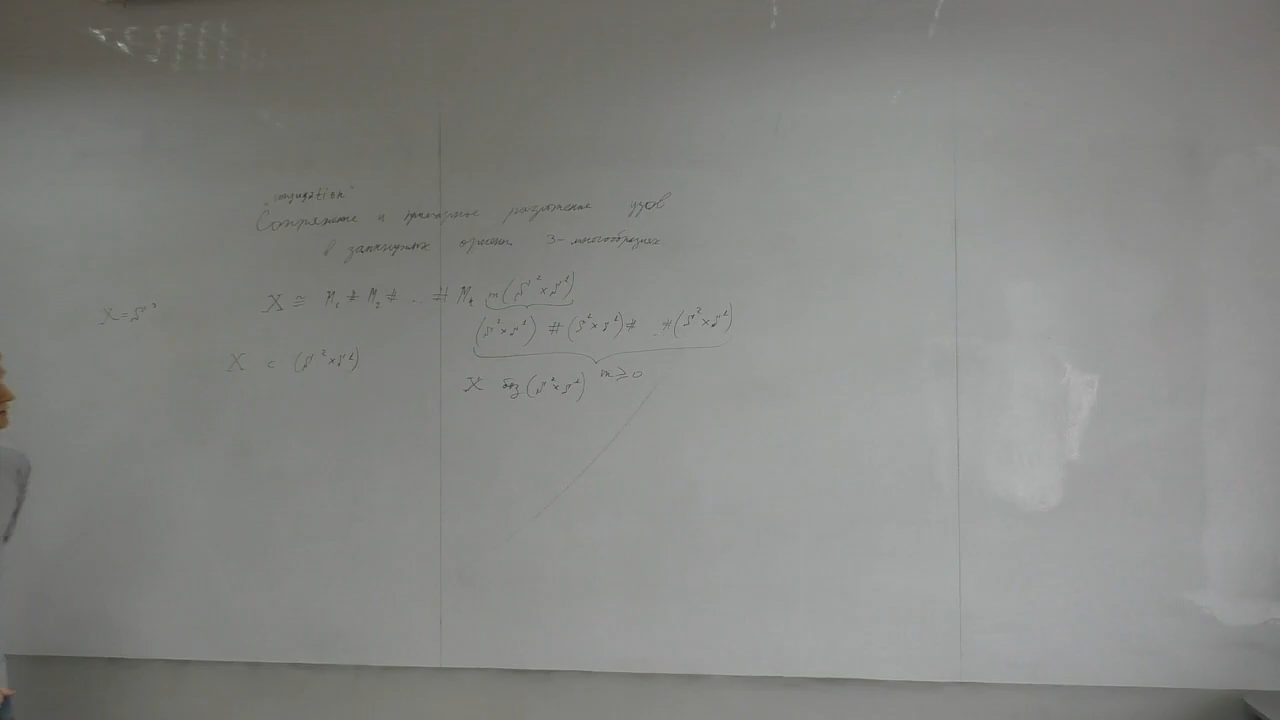 "conjugation"
Сопряжение и примарное разложение узлов
в замкнутых ориент. 3-многообразиях
X = S³
X ≅ M₁ # M₂ # ... # Mₖ m(S² × S¹)
(S² × S¹) # (S² × S¹) # ... # (S² × S¹)
X с (S² × S¹)
X без (S² × S¹) m ≥ 0